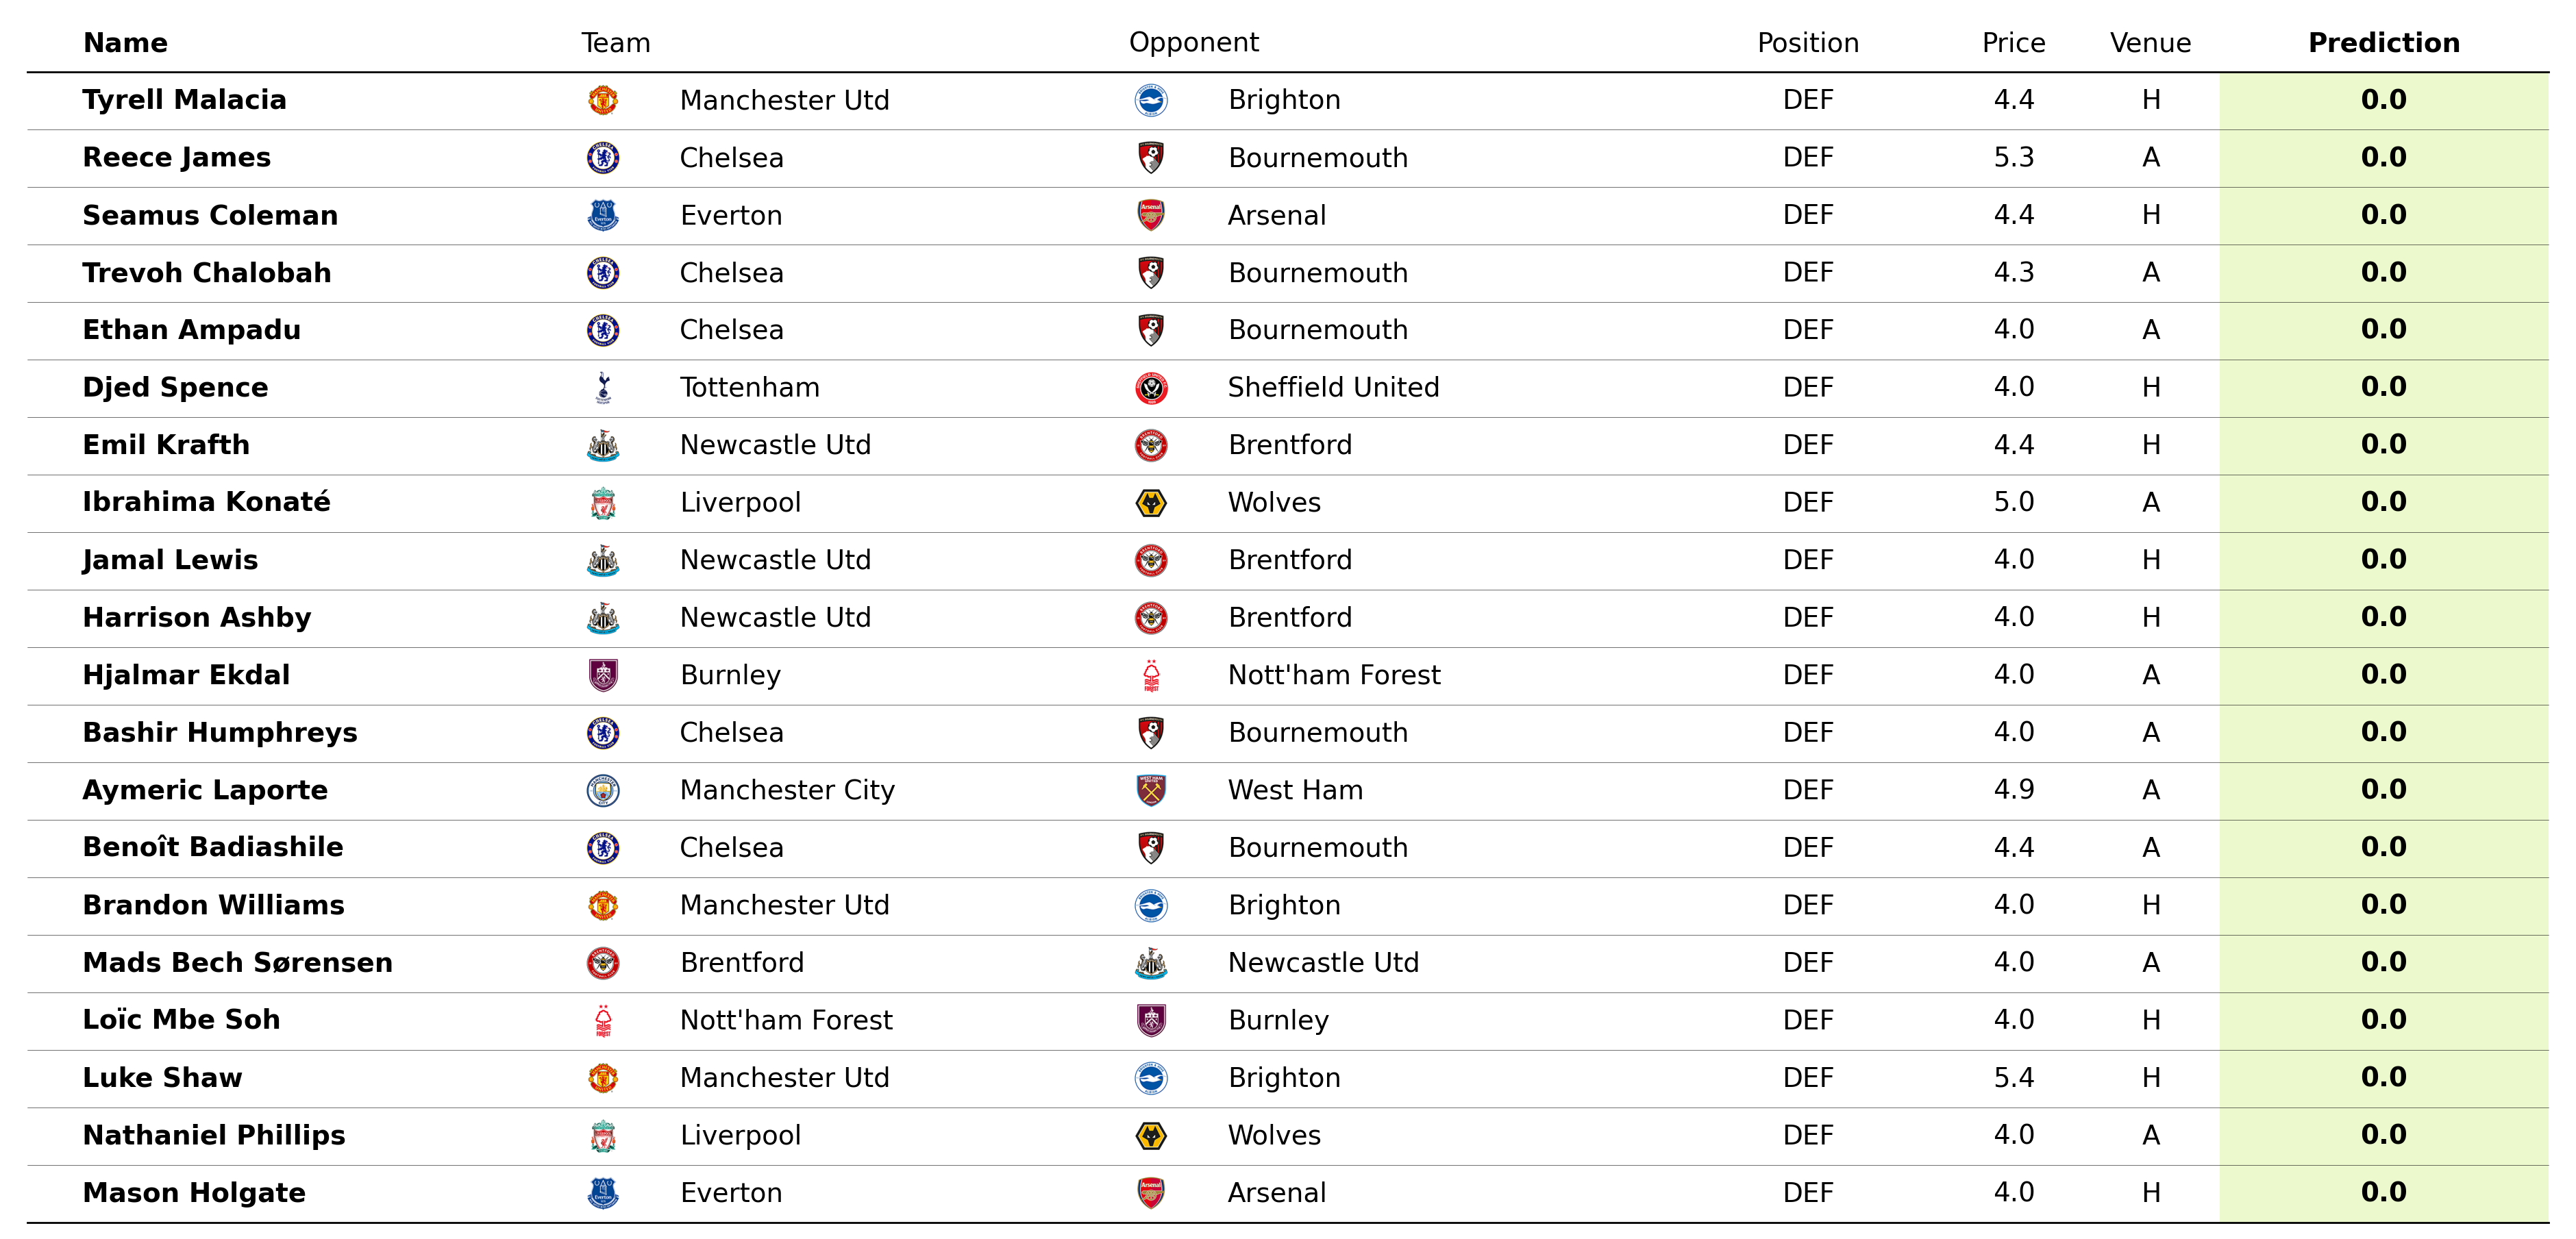 Name Team Opponent Position Price Venue Prediction
Tyrell Malacia Manchester Utd Brighton DEF 4.4 H 0.0
Reece James Chelsea Bournemouth DEF 5.3 A 0.0
Seamus Coleman Everton Arsenal DEF 4.4 H 0.0
Trevoh Chalobah Chelsea Bournemouth DEF 4.3 A 0.0
Ethan Ampadu Chelsea Bournemouth DEF 4.0 A 0.0
Djed Spence Tottenham Sheffield United DEF 4.0 H 0.0
Emil Krafth Newcastle Utd Brentford DEF 4.4 H 0.0
Ibrahima Konaté Liverpool Wolves DEF 5.0 A 0.0
Jamal Lewis Newcastle Utd Brentford DEF 4.0 H 0.0
Harrison Ashby Newcastle Utd Brentford DEF 4.0 H 0.0
Hjalmar Ekdal Burnley Nott'ham Forest DEF 4.0 A 0.0
Bashir Humphreys Chelsea Bournemouth DEF 4.0 A 0.0
Aymeric Laporte Manchester City West Ham DEF 4.9 A 0.0
Benoît Badiashile Chelsea Bournemouth DEF 4.4 A 0.0
Brandon Williams Manchester Utd Brighton DEF 4.0 H 0.0
Mads Bech Sørensen Brentford Newcastle Utd DEF 4.0 A 0.0
Loïc Mbe Soh Nott'ham Forest Burnley DEF 4.0 H 0.0
Luke Shaw Manchester Utd Brighton DEF 5.4 H 0.0
Nathaniel Phillips Liverpool Wolves DEF 4.0 A 0.0
Mason Holgate Everton Arsenal DEF 4.0 H 0.0